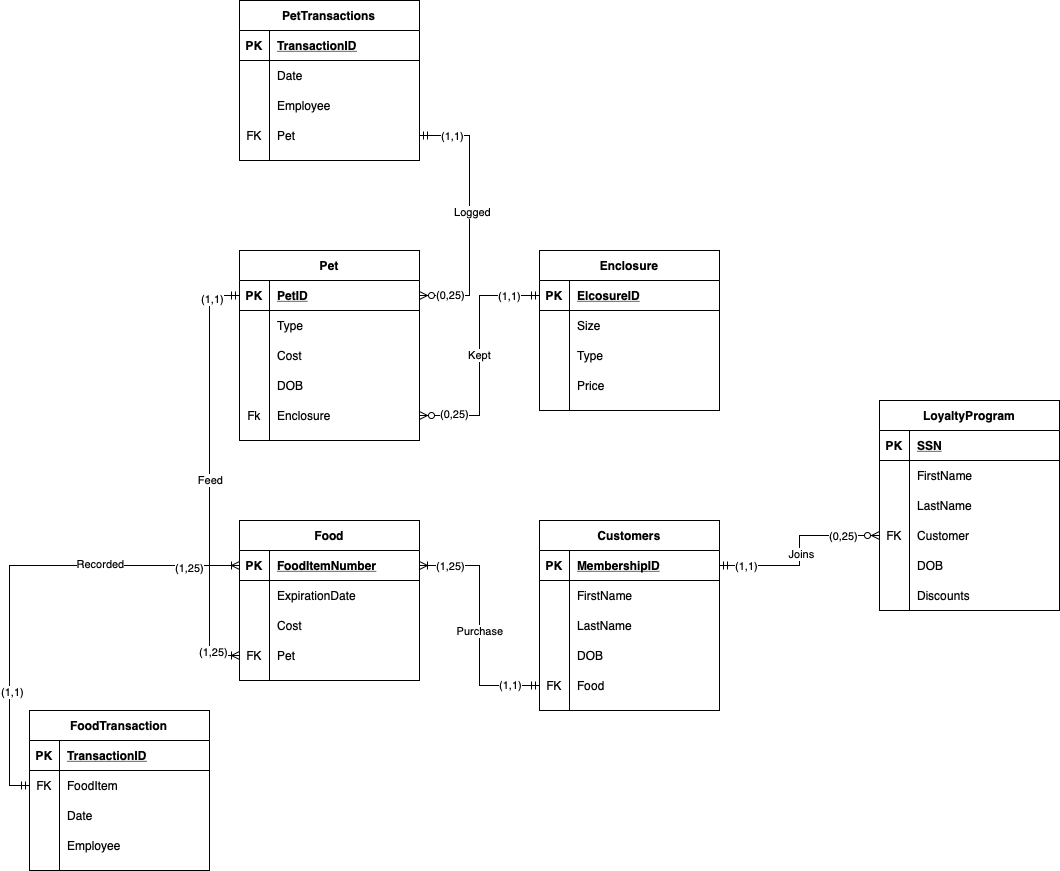 PetTransactions
PK TransactionID
Date
Employee
FK Pet
(1,1)
Logged
Pet
(1,1)
PK PetID
(0,25)
Type
Cost
DOB
Fk Enclosure
(0,25)
Kept
Enclosure
(1,1)
PK ElcosureID
Size
Type
Price
LoyaltyProgram
PK SSN
FirstName
LastName
(0,25)
FK Customer
DOB
Discounts
Joins
Feed
Food
Recorded
(1,25)
PK FoodItemNumber
(1,25)
ExpirationDate
Cost
(1,25)
FK Pet
Purchase
Customers
PK MembershipID
(1,1)
FirstName
LastName
DOB
(1,1)
FK Food
(1,1)
FoodTransaction
PK TransactionID
FK FoodItem
Date
Employee